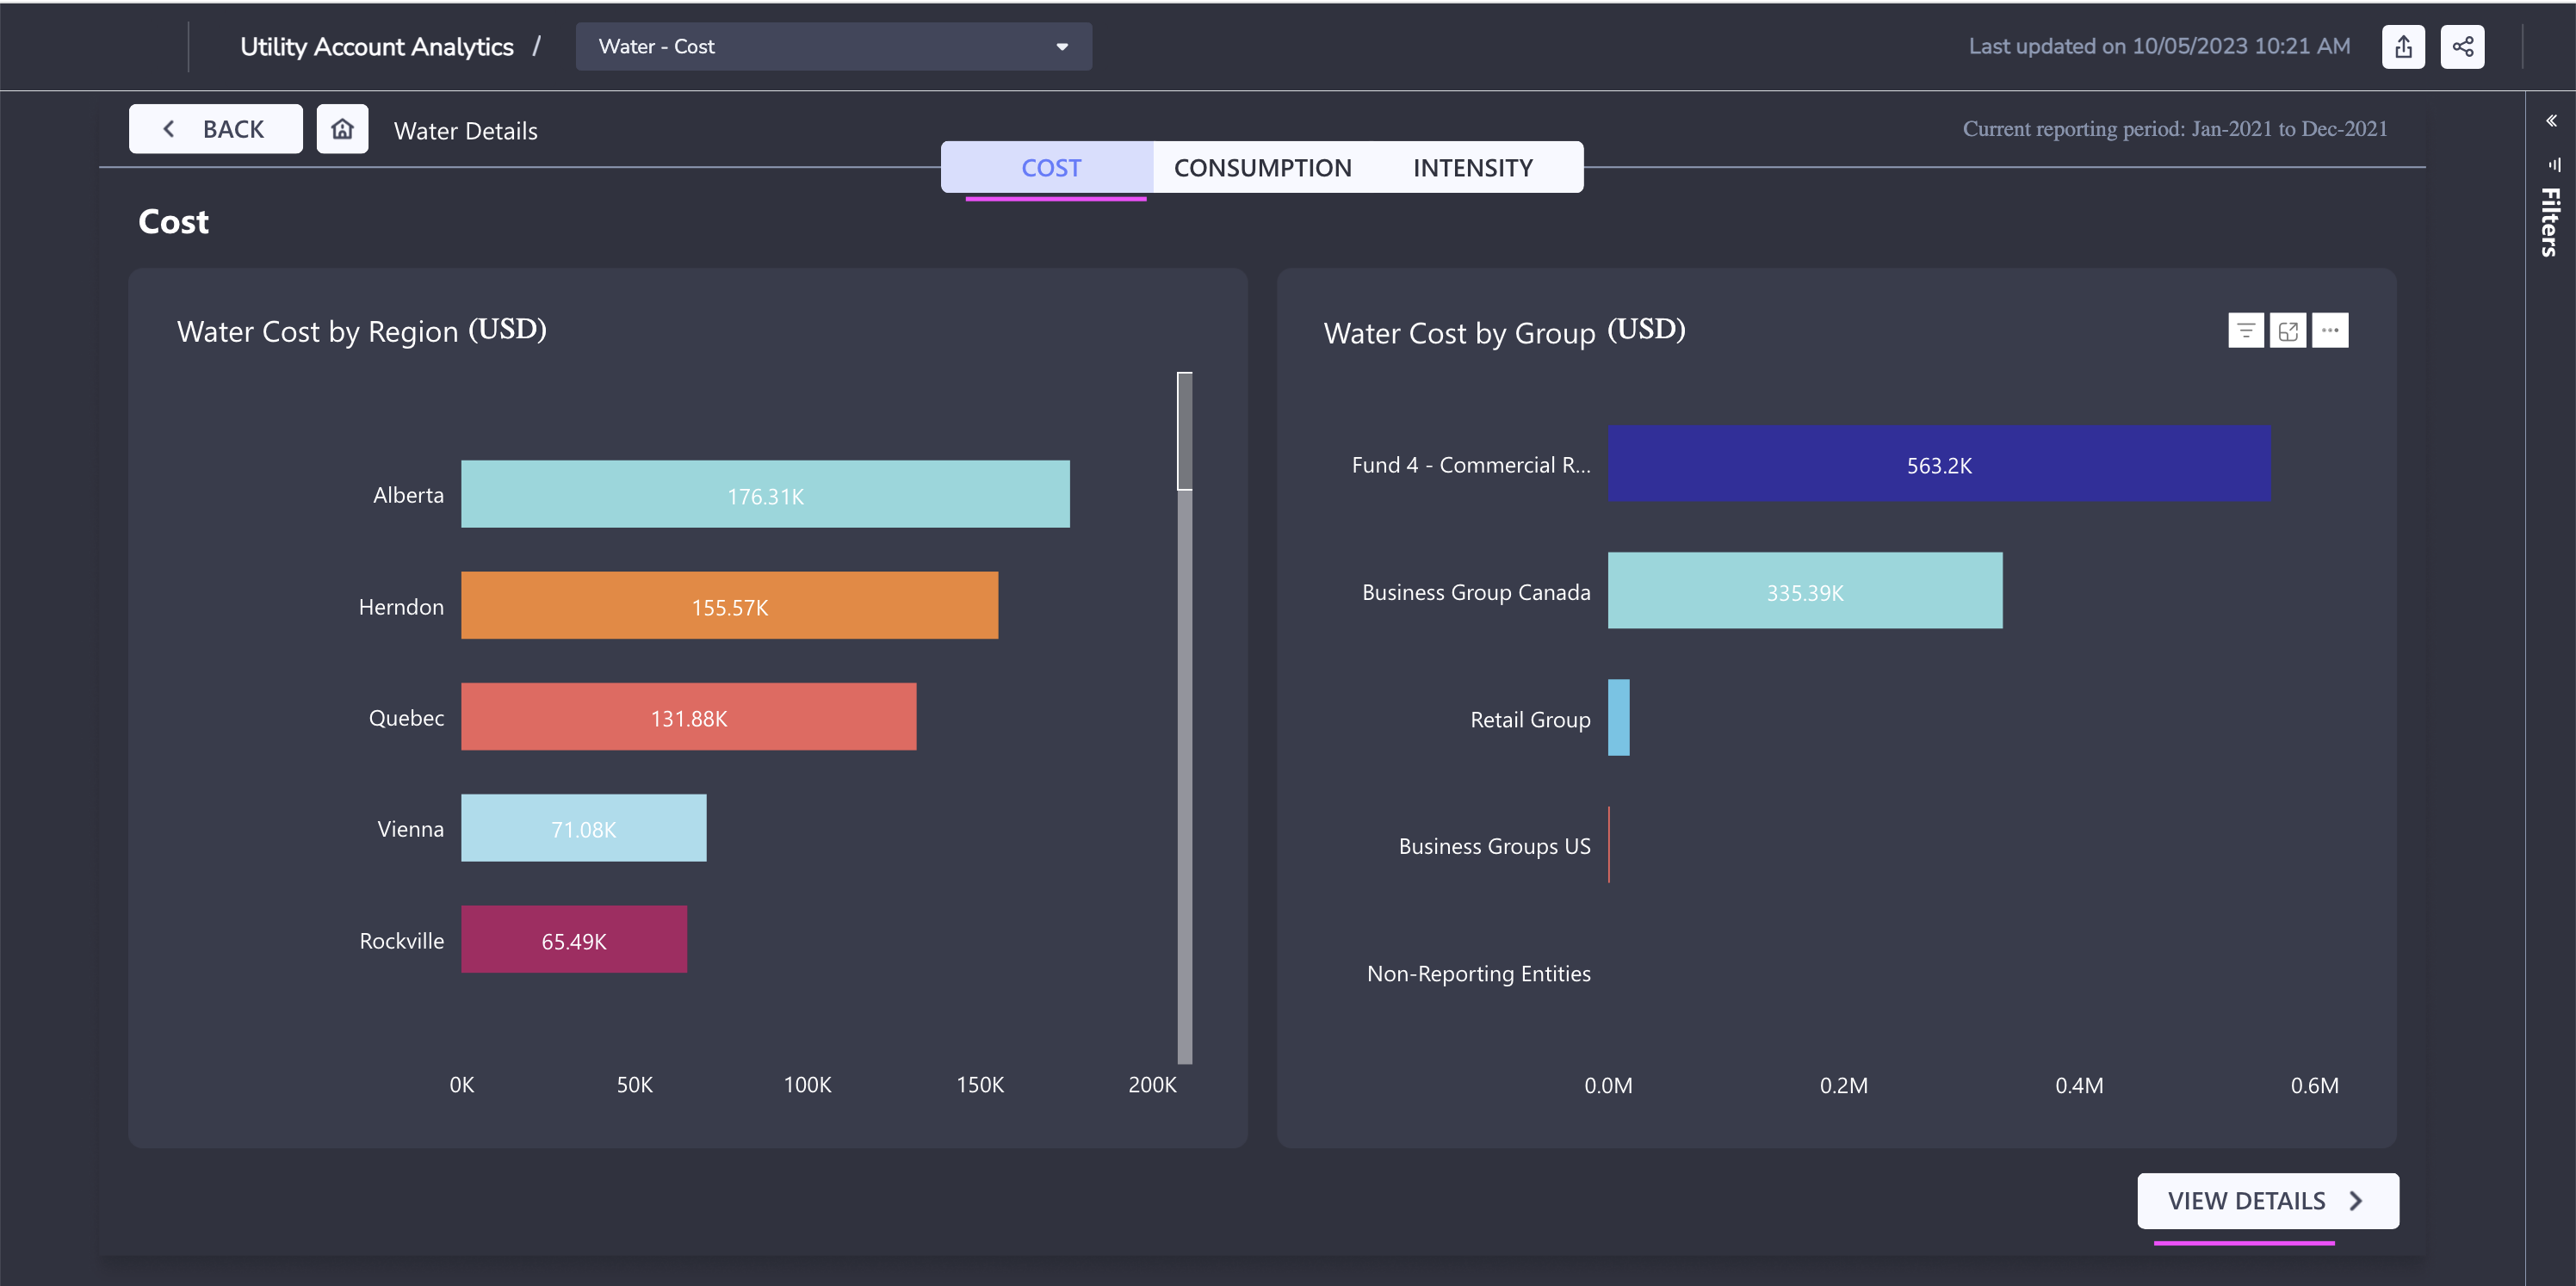 Utility Account Analytics /
Water - Cost
Last updated on 10/05/2023 10:21 AM
BACK
Water Details
Current reporting period: Jan-2021 to Dec-2021
COST
CONSUMPTION
INTENSITY
Filters
Cost
Water Cost by Region (USD)
Alberta
176.31K
Herndon
155.57K
Quebec
131.88K
Vienna
71.08K
Rockville
65.49K
0K
50K
100K
150K
200K
Water Cost by Group (USD)
Fund 4 - Commercial R...
563.2K
Business Group Canada
335.39K
Retail Group
Business Groups US
Non-Reporting Entities
0.0M
0.2M
0.4M
0.6M
VIEW DETAILS